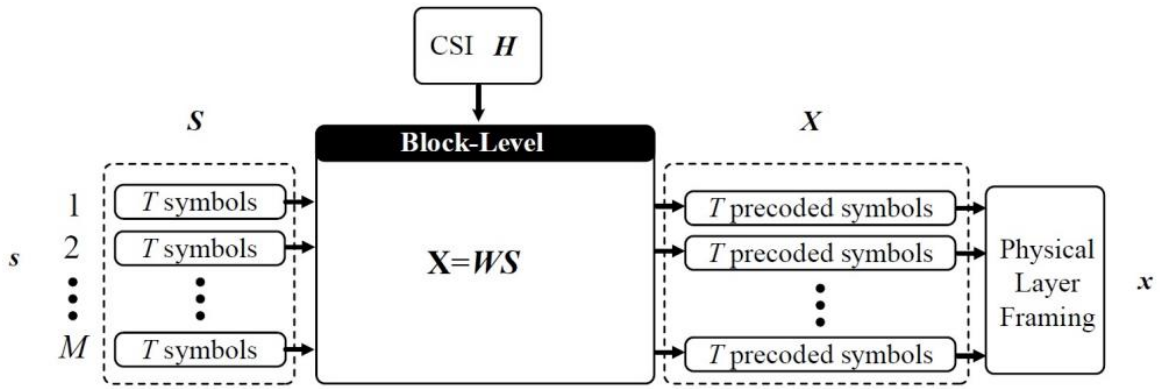 CSI H
S
X
Block-Level
s
1
2
M
T symbols
T symbols
T symbols
X=WS
T precoded symbols
T precoded symbols
T precoded symbols
Physical
Layer
Framing
x